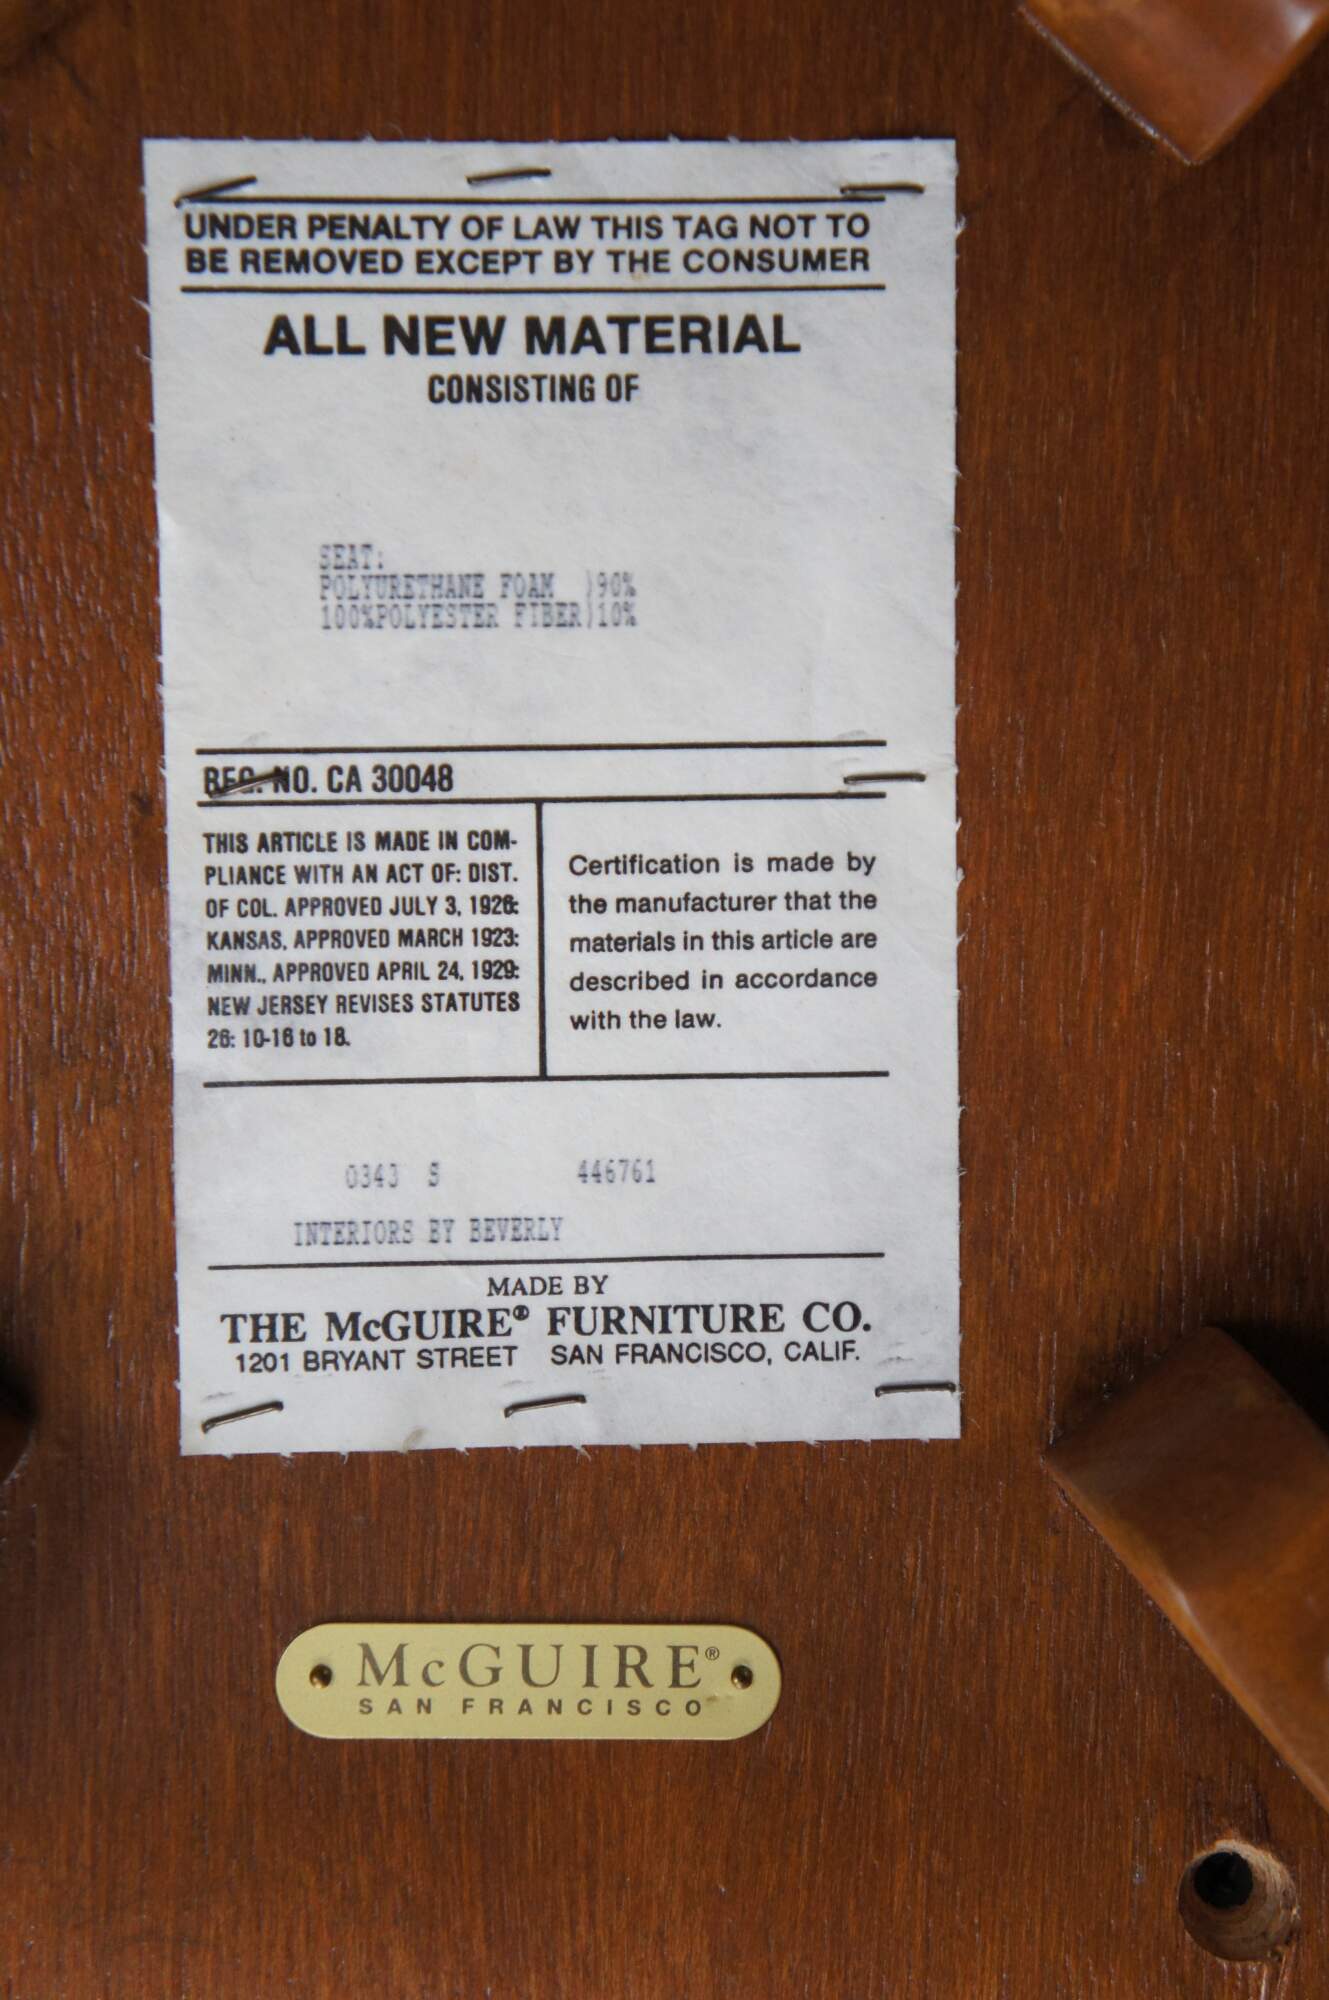 UNDER PENALTY OF LAW THIS TAG NOT TO
BE REMOVED EXCEPT BY THE CONSUMER
ALL NEW MATERIAL
CONSISTING OF
SEAT:
POLYURETHANE FOAM )90%
100%POLYESTER FIBER)10%
REG. NO. CA 30048
THIS ARTICLE IS MADE IN COM-
PLIANCE WITH AN ACT OF: DIST.
OF COL. APPROVED JULY 3, 1926:
KANSAS, APPROVED MARCH 1923:
MINN., APPROVED APRIL 24, 1929:
NEW JERSEY REVISES STATUTES
26: 10-16 to 18.
Certification is made by
the manufacturer that the
materials in this article are
described in accordance
with the law.
0343 S 446761
INTERIORS BY BEVERLY
MADE BY
THE McGUIRE® FURNITURE CO.
1201 BRYANT STREET SAN FRANCISCO, CALIF.
McGUIRE®
SAN FRANCISCO